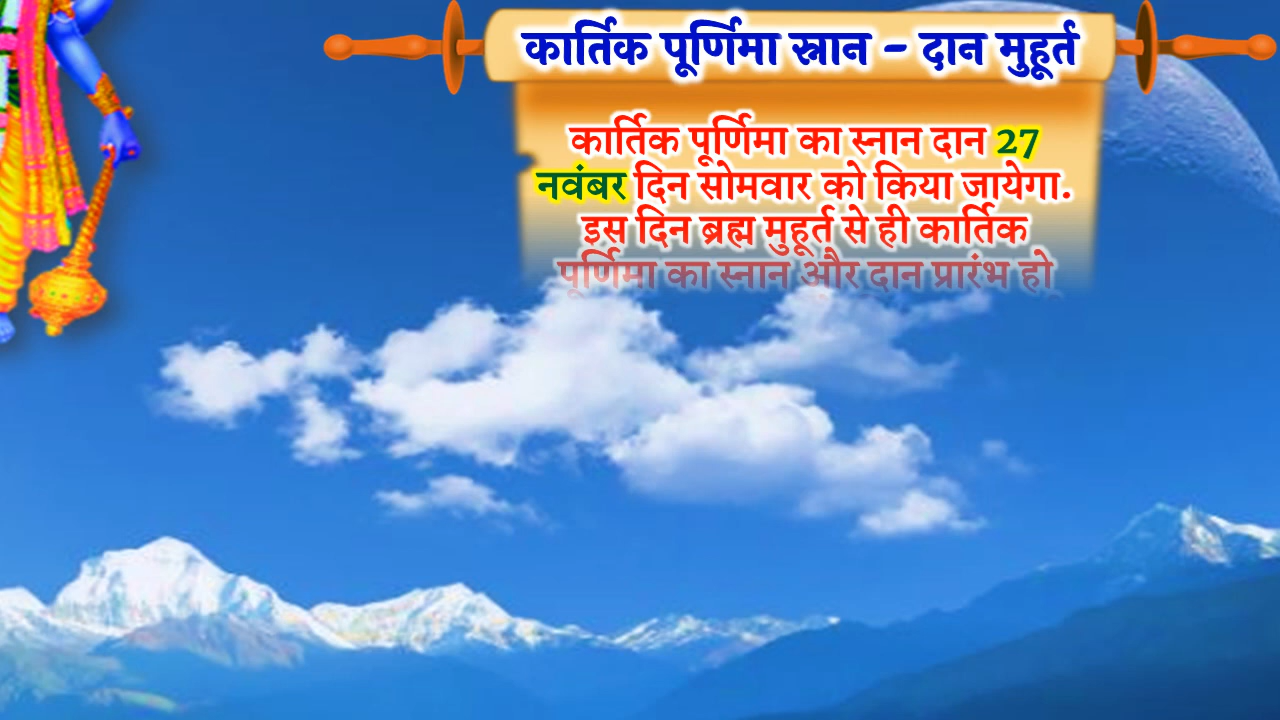 कार्तिक पूर्णिमा स्नान - दान मुहूर्त
कार्तिक पूर्णिमा का स्नान दान 27
नवंबर दिन सोमवार को किया जायेगा.
इस दिन ब्रह्म मुहूर्त से ही कार्तिक
पूर्णिमा का स्नान और दान प्रारंभ हो